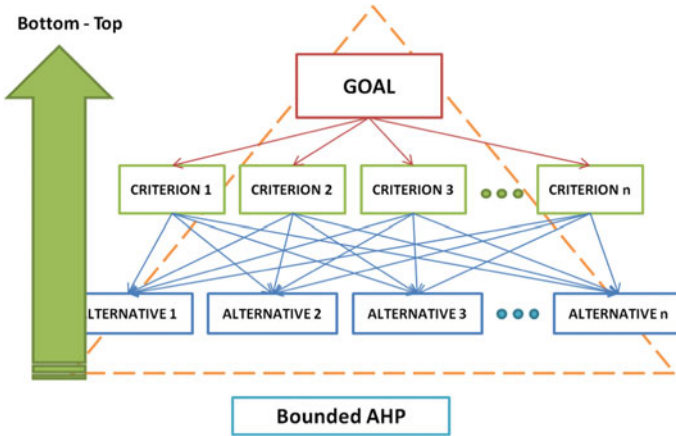 Bottom - Top
GOAL
CRITERION 1 CRITERION 2 CRITERION 3 CRITERION n
LTERNATIVE 1 ALTERNATIVE 2 ALTERNATIVE 3 ALTERNATIVE n
Bounded AHP